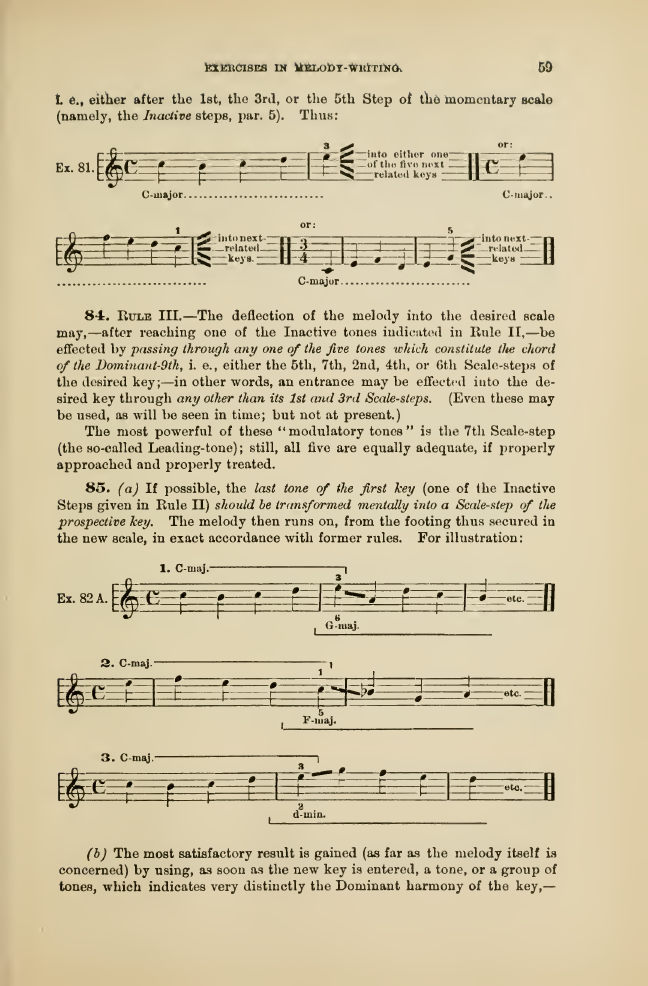 EXERCISES IN MELODY-WRITING. 59
i. e., either after the 1st, the 3rd, or the 5th Step of the momentary scale
(namely, the Inactive steps, par. 5). Thus:
3 or:
Ex. 81. into either one
of the five next
related keys
C-major C-major..
1 or: 5
into next-
related
keys.
3
4
into next-
related
keys
C-major
84. RULE III.—The deflection of the melody into the desired scale
may,—after reaching one of the Inactive tones indicated in Rule II,—be
effected by passing through any one of the five tones which constitute the chord
of the Dominant-9th, i. e., either the 5th, 7th, 2nd, 4th, or 6th Scale-steps of
the desired key;—in other words, an entrance may be effected into the de-
sired key through any other than its 1st and 3rd Scale-steps. (Even these may
be used, as will be seen in time; but not at present.)
The most powerful of these “modulatory tones” is the 7th Scale-step
(the so-called Leading-tone); still, all five are equally adequate, if properly
approached and properly treated.
85. (a) If possible, the last tone of the first key (one of the Inactive
Steps given in Rule II) should be transformed mentally into a Scale-step of the
prospective key. The melody then runs on, from the footing thus secured in
the new scale, in exact accordance with former rules. For illustration:
1. C-maj.
3
Ex. 82 A. etc.
6
G-maj.
2. C-maj.
1
etc.
5
F-maj.
3. C-maj.
3
etc.
2
d-min.
(b) The most satisfactory result is gained (as far as the melody itself is
concerned) by using, as soon as the new key is entered, a tone, or a group of
tones, which indicates very distinctly the Dominant harmony of the key,—